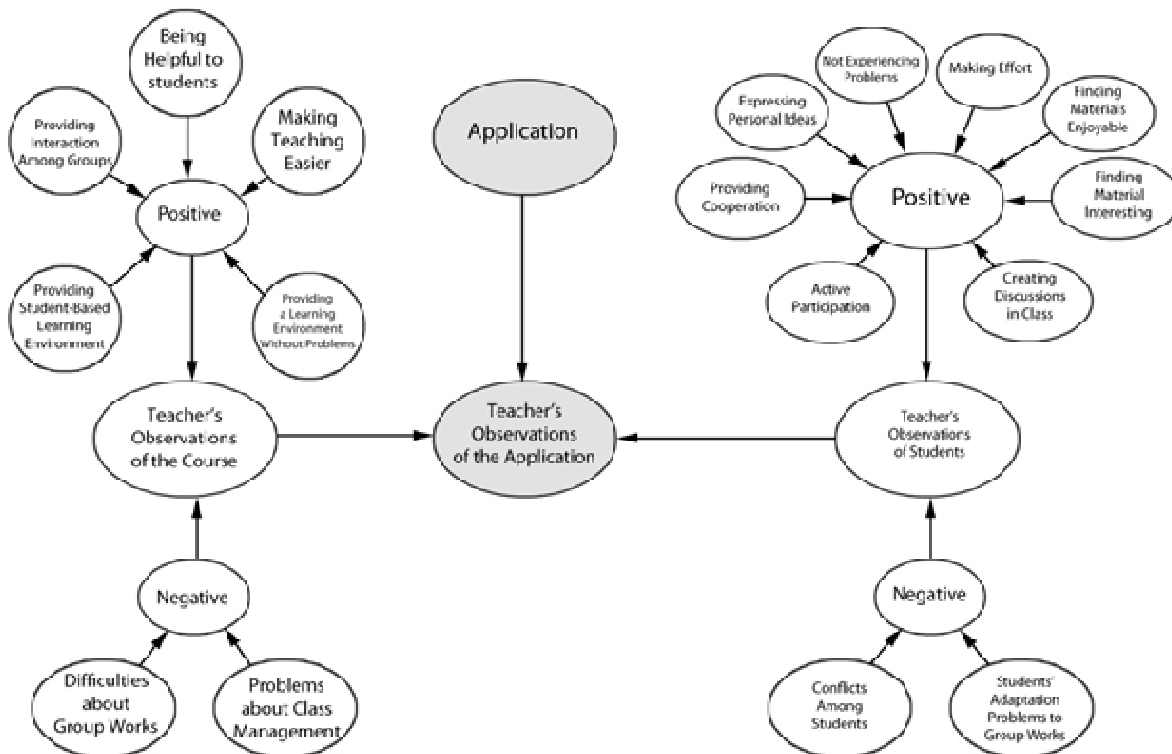 Being
Helpful to
students
Providing
Interaction
Among Groups
Making
Teaching
Easier
Positive
Providing
Student-Based
Learning
Environment
Providing
a Learning
Environment
Without Problems
Teacher's
Observations
of the Course
Negative
Difficulties
about
Group Works
Problems
about Class
Management
Application
Teacher's
Observations
of the Application
Not Experiencing
Problems
Making Effort
Expressing
Personal Ideas
Finding
Materials
Enjoyable
Providing
Cooperation
Positive
Finding
Material
Interesting
Active
Participation
Creating
Discussions
in Class
Teacher's
Observations
of Students
Negative
Conflicts
Among
Students
Students'
Adaptation
Problems to
Group Works